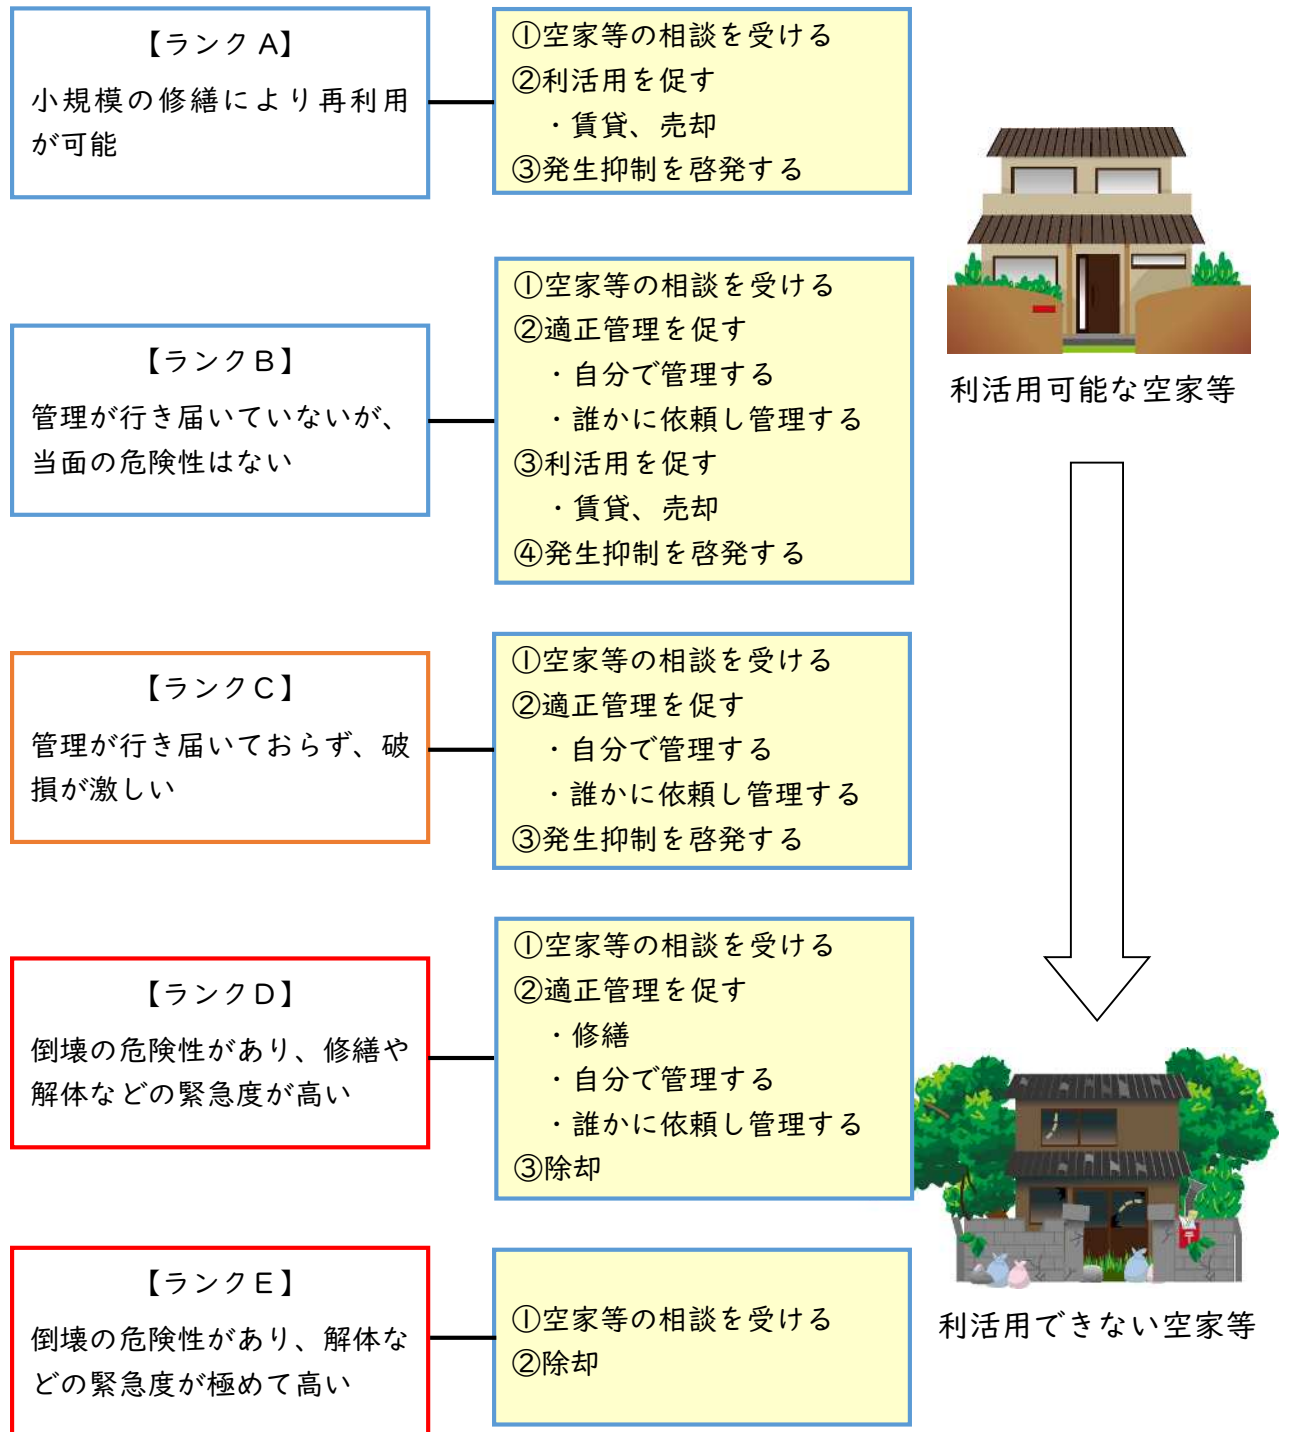 【ランクA】
小規模の修繕により再利用
が可能
①空家等の相談を受ける
②利活用を促す
・賃貸、売却
③発生抑制を啓発する
【ランクB】
管理が行き届いていないが、
当面の危険性はない
①空家等の相談を受ける
②適正管理を促す
・自分で管理する
・誰かに依頼し管理する
③利活用を促す
・賃貸、売却
④発生抑制を啓発する
利活用可能な空家等
【ランクC】
管理が行き届いておらず、破
損が激しい
①空家等の相談を受ける
②適正管理を促す
・自分で管理する
・誰かに依頼し管理する
③発生抑制を啓発する
【ランクD】
倒壊の危険性があり、修繕や
解体などの緊急度が高い
①空家等の相談を受ける
②適正管理を促す
・修繕
・自分で管理する
・誰かに依頼し管理する
③除却
【ランクE】
倒壊の危険性があり、解体な
どの緊急度が極めて高い
①空家等の相談を受ける
②除却
利活用できない空家等